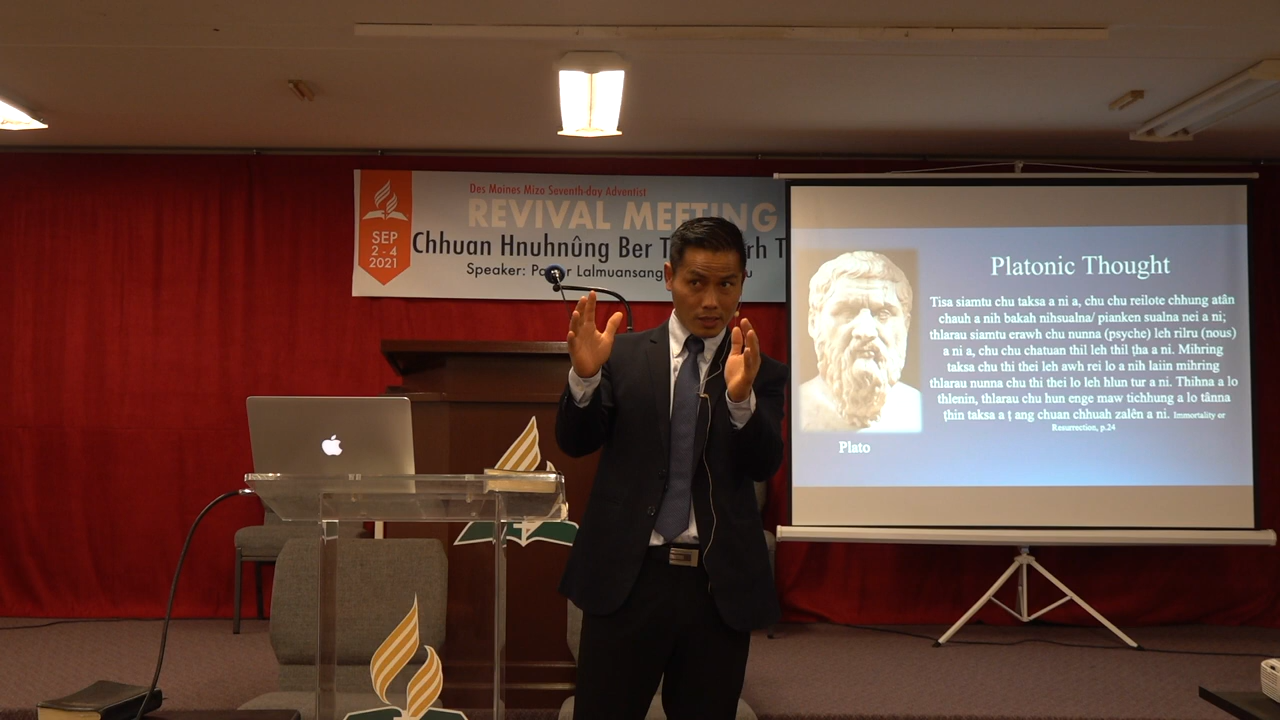 Des Moines Mizo Seventh-day Adventist
REVIVAL MEETING
SEP
2 - 4
2021
Chhuan Hnuhnûng Ber
Speaker:
Platonic Thought
Tisa siamtu chu taksa a ni a, chu chu reilote chhung atân
chauh a nih bakah nihsualna/ pianken sualna nei a ni;
thlarau siamtu erawh chu nunna (psyche) leh rilru (nous)
a ni a, chu chu chatuan thil leh thil ṭha a ni. Mihring
taksa chu thi thei leh awh rei lo a nih laiin mihring
thlarau nunna chu thi thei lo leh hlun tur a ni. Thihna a lo
thlenin, thlarau chu hun enge maw tichhung a lo tânna
ṭhin taksa a ṭ ang chuan chhuah zalên a ni. Immortality or
Resurrection, p.24
Plato